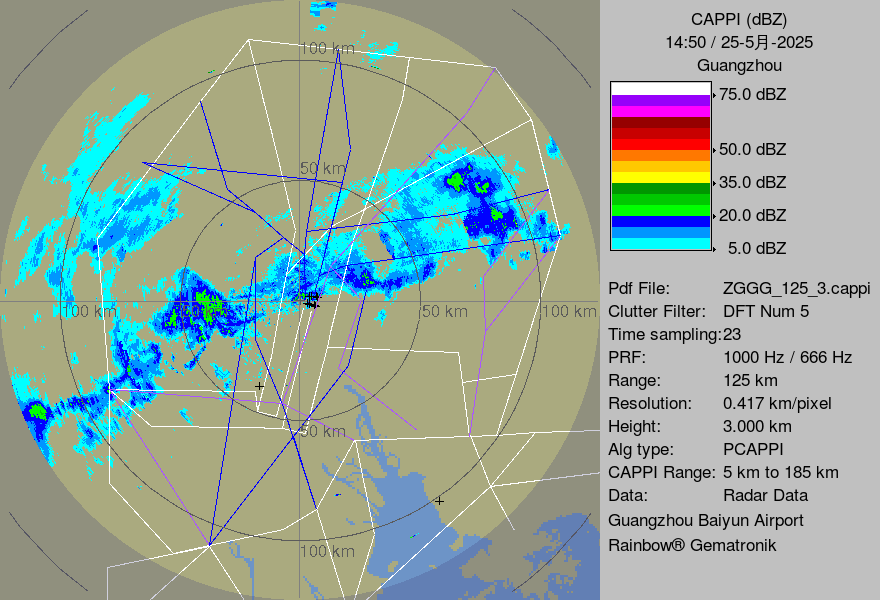 CAPPI (dBZ)
14:50 / 25-5月-2025
Guangzhou
75.0 dBZ
50.0 dBZ
35.0 dBZ
20.0 dBZ
5.0 dBZ
Pdf File: ZGGG_125_3.cappi
Clutter Filter: DFT Num 5
Time sampling:23
PRF: 1000 Hz / 666 Hz
Range: 125 km
Resolution: 0.417 km/pixel
Height: 3.000 km
Alg type: PCAPPI
CAPPI Range: 5 km to 185 km
Data: Radar Data
Guangzhou Baiyun Airport
Rainbow® Gematronik
100 km
50 km
100 km
50 km
100 km
50 km
100 km